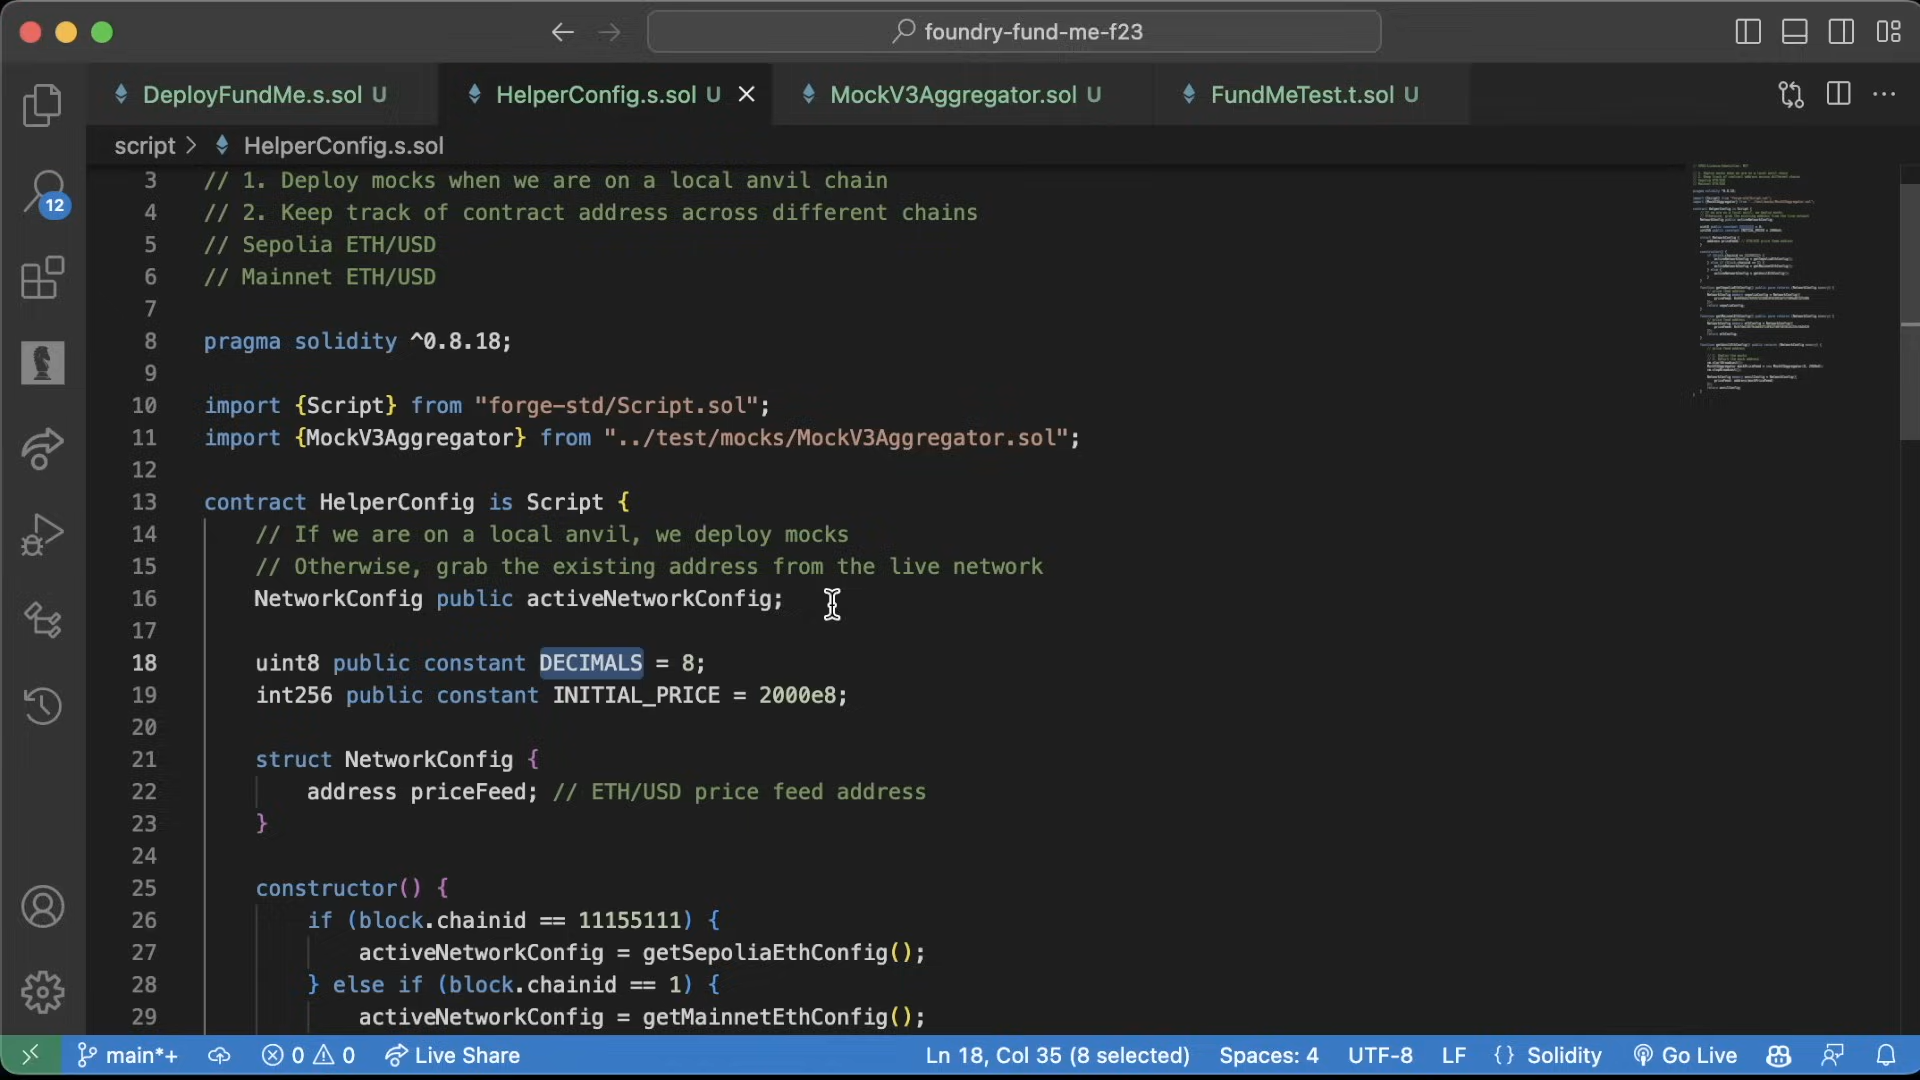 foundry-fund-me-f23
DeployFundMe.s.sol U
HelperConfig.s.sol U
MockV3Aggregator.sol U
FundMeTest.t.sol U
script > HelperConfig.s.sol
12
3 // 1. Deploy mocks when we are on a local anvil chain
4 // 2. Keep track of contract address across different chains
5 // Sepolia ETH/USD
6 // Mainnet ETH/USD
7
8 pragma solidity ^0.8.18;
9
10 import {Script} from "forge-std/Script.sol";
11 import {MockV3Aggregator} from "../test/mocks/MockV3Aggregator.sol";
12
13 contract HelperConfig is Script {
14 // If we are on a local anvil, we deploy mocks
15 // Otherwise, grab the existing address from the live network
16 NetworkConfig public activeNetworkConfig;
17
18 uint8 public constant DECIMALS = 8;
19 int256 public constant INITIAL_PRICE = 2000e8;
20
21 struct NetworkConfig {
22 address priceFeed; // ETH/USD price feed address
23 }
24
25 constructor() {
26 if (block.chainid == 11155111) {
27 activeNetworkConfig = getSepoliaEthConfig();
28 } else if (block.chainid == 1) {
29 activeNetworkConfig = getMainnetEthConfig();
main*+ 0 0 Live Share Ln 18, Col 35 (8 selected) Spaces: 4 UTF-8 LF {} Solidity Go Live